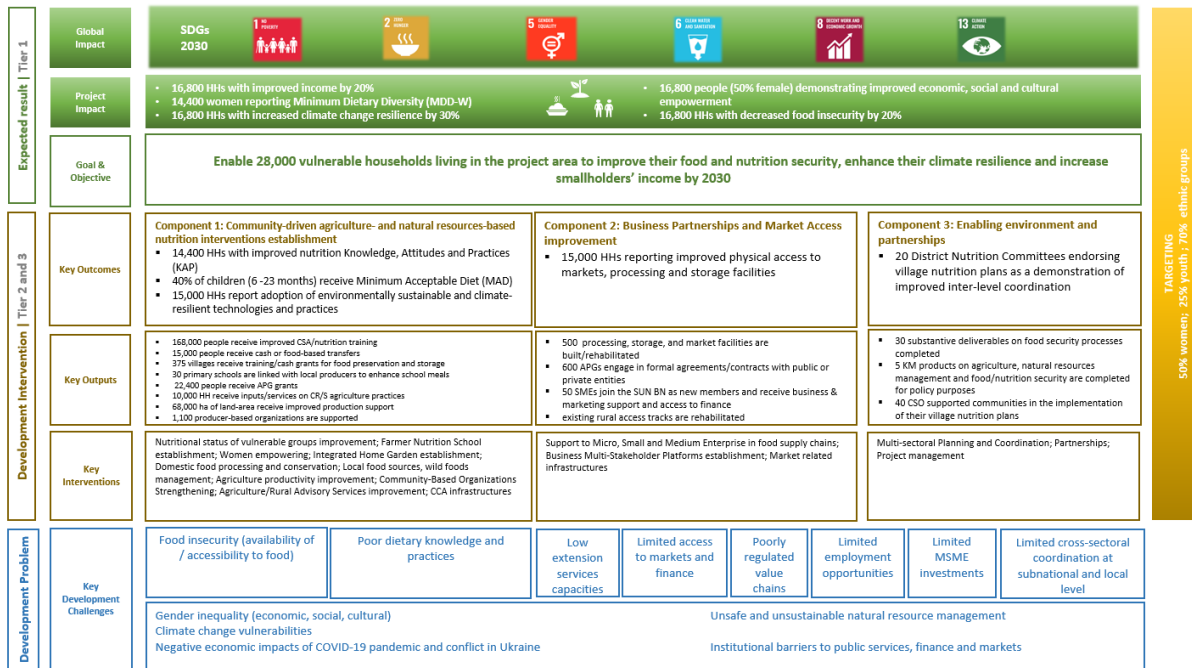 Expected result | Tier 1
Global
Impact
SDGs
2030
1 NO
POVERTY
2 ZERO
HUNGER
5 GENDER
EQUALITY
6 CLEAN WATER
AND SANITATION
8 DECENT WORK AND
ECONOMIC GROWTH
13 CLIMATE
ACTION
Project
Impact
• 16,800 HHs with improved income by 20%
• 14,400 women reporting Minimum Dietary Diversity (MDD-W)
• 16,800 HHs with increased climate change resilience by 30%
• 16,800 people (50% female) demonstrating improved economic, social and cultural
empowerment
• 16,800 HHs with decreased food insecurity by 20%
Goal &
Objective
Enable 28,000 vulnerable households living in the project area to improve their food and nutrition security, enhance their climate resilience and increase
smallholders' income by 2030
Development Intervention | Tier 2 and 3
Key Outcomes
Component 1: Community-driven agriculture- and natural resources-based
nutrition interventions establishment
▪ 14,400 HHs with improved nutrition Knowledge, Attitudes and Practices
(KAP)
▪ 40% of children (6 -23 months) receive Minimum Acceptable Diet (MAD)
▪ 15,000 HHs report adoption of environmentally sustainable and climate-
resilient technologies and practices
Component 2: Business Partnerships and Market Access
improvement
▪ 15,000 HHs reporting improved physical access to
markets, processing and storage facilities
Component 3: Enabling environment and
partnerships
▪ 20 District Nutrition Committees endorsing
village nutrition plans as a demonstration of
improved inter-level coordination
Key Outputs
▪ 168,000 people receive improved CSA/nutrition training
▪ 15,000 people receive cash or food-based transfers
▪ 375 villages receive training/cash grants for food preservation and storage
▪ 30 primary schools are linked with local producers to enhance school meals
▪ 22,400 people receive APG grants
▪ 10,000 HH receive inputs/services on CR/S agriculture practices
▪ 68,000 ha of land-area receive improved production support
▪ 1,100 producer-based organizations are supported
▪ 500 processing, storage, and market facilities are
built/rehabilitated
▪ 600 APGs engage in formal agreements/contracts with public or
private entities
▪ 50 SMEs join the SUN BN as new members and receive business &
marketing support and access to finance
▪ existing rural access tracks are rehabilitated
▪ 30 substantive deliverables on food security processes
completed
▪ 5 KM products on agriculture, natural resources
management and food/nutrition security are completed
for policy purposes
▪ 40 CSO supported communities in the implementation
of their village nutrition plans
Key
Interventions
Nutritional status of vulnerable groups improvement; Farmer Nutrition School
establishment; Women empowering; Integrated Home Garden establishment;
Domestic food processing and conservation; Local food sources, wild foods
management; Agriculture productivity improvement; Community-Based Organizations
Strengthening; Agriculture/Rural Advisory Services improvement; CCA infrastructures
Support to Micro, Small and Medium Enterprise in food supply chains;
Business Multi-Stakeholder Platforms establishment; Market related
infrastructures
Multi-sectoral Planning and Coordination; Partnerships;
Project management
TARGETING
50% women; 25% youth ; 70% ethnic groups
Development Problem
Key
Development
Challenges
Food insecurity (availability of
/ accessibility to food)
Poor dietary knowledge and
practices
Low
extension
services
capacities
Limited access
to markets and
finance
Poorly
regulated
value
chains
Limited
employment
opportunities
Limited
MSME
investments
Limited cross-sectoral
coordination at
subnational and local
level
Gender inequality (economic, social, cultural)
Climate change vulnerabilities
Negative economic impacts of COVID-19 pandemic and conflict in Ukraine
Unsafe and unsustainable natural resource management
Institutional barriers to public services, finance and markets